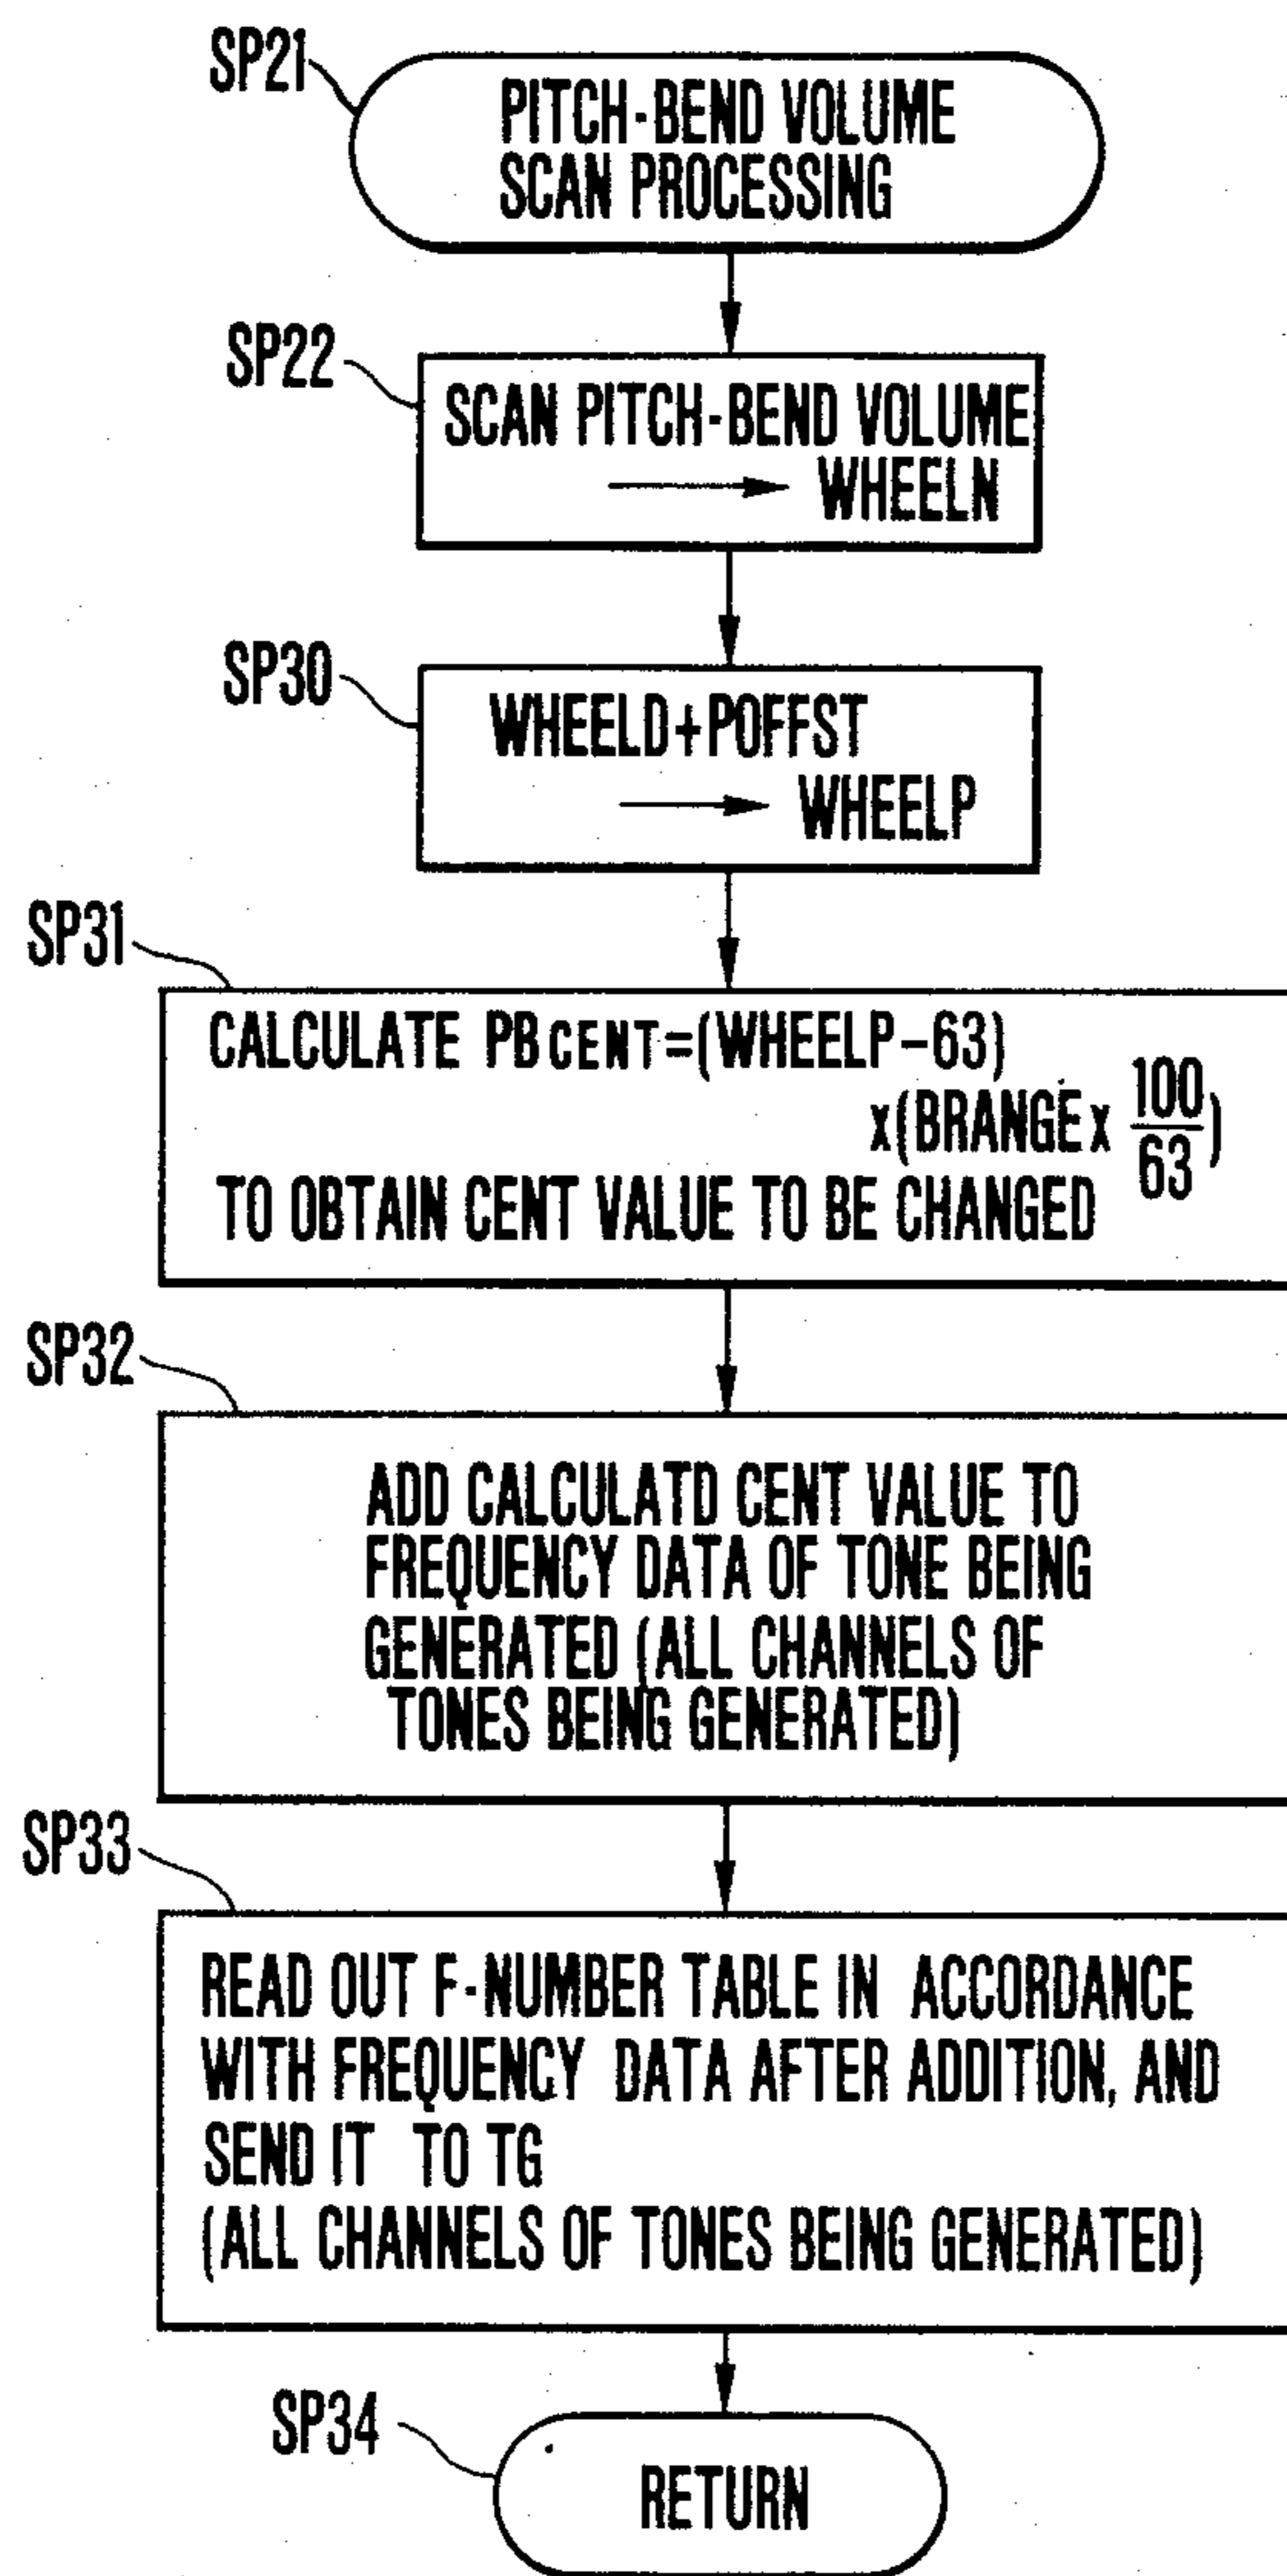 SP21
PITCH-BEND VOLUME
SCAN PROCESSING
SP22
SCAN PITCH-BEND VOLUME
→ WHEELN
SP30
WHEELD+POFFST
→ WHEELP
SP31
CALCULATE PBCENT=(WHEELP-63)
x(BRANGE x 100/63)
TO OBTAIN CENT VALUE TO BE CHANGED
SP32
ADD CALCULATD CENT VALUE TO
FREQUENCY DATA OF TONE BEING
GENERATED (ALL CHANNELS OF
TONES BEING GENERATED)
SP33
READ OUT F-NUMBER TABLE IN ACCORDANCE
WITH FREQUENCY DATA AFTER ADDITION, AND
SEND IT TO TG
(ALL CHANNELS OF TONES BEING GENERATED)
SP34
RETURN